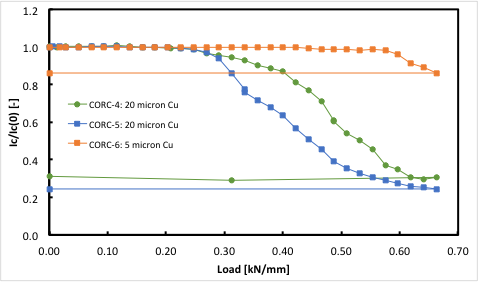 1.2
1.0
0.8
0.6
0.4
0.2
0.0
Ic/Ic(0) [-]
CORC-4: 20 micron Cu
CORC-5: 20 micron Cu
CORC-6: 5 micron Cu
0.00 0.10 0.20 0.30 0.40 0.50 0.60 0.70
Load [kN/mm]